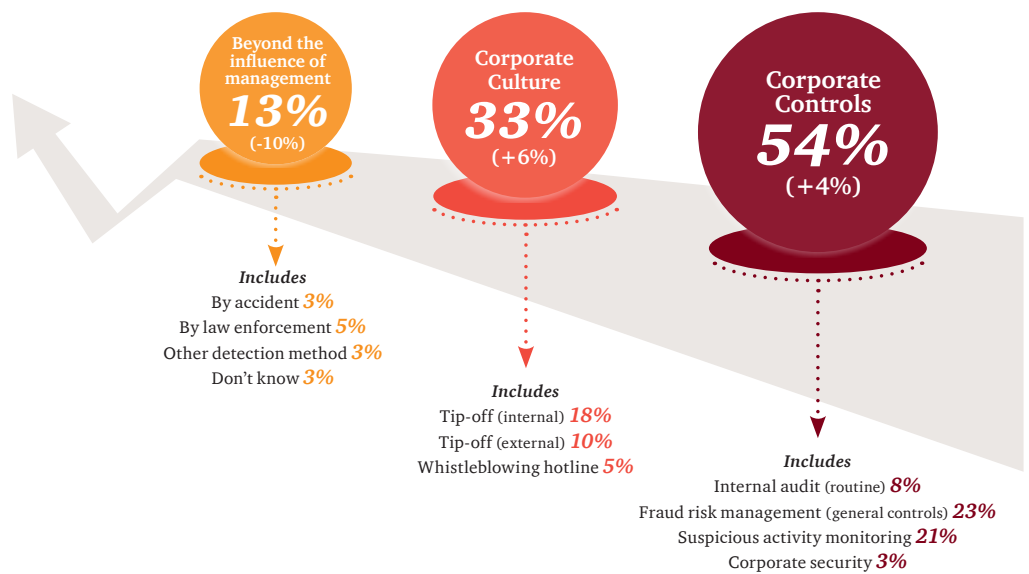 Beyond the
influence of
management
13%
(-10%)
Includes
By accident 3%
By law enforcement 5%
Other detection method 3%
Don’t know 3%
Corporate
Culture
33%
(+6%)
Includes
Tip-off (internal) 18%
Tip-off (external) 10%
Whistleblowing hotline 5%
Corporate
Controls
54%
(+4%)
Includes
Internal audit (routine) 8%
Fraud risk management (general controls) 23%
Suspicious activity monitoring 21%
Corporate security 3%